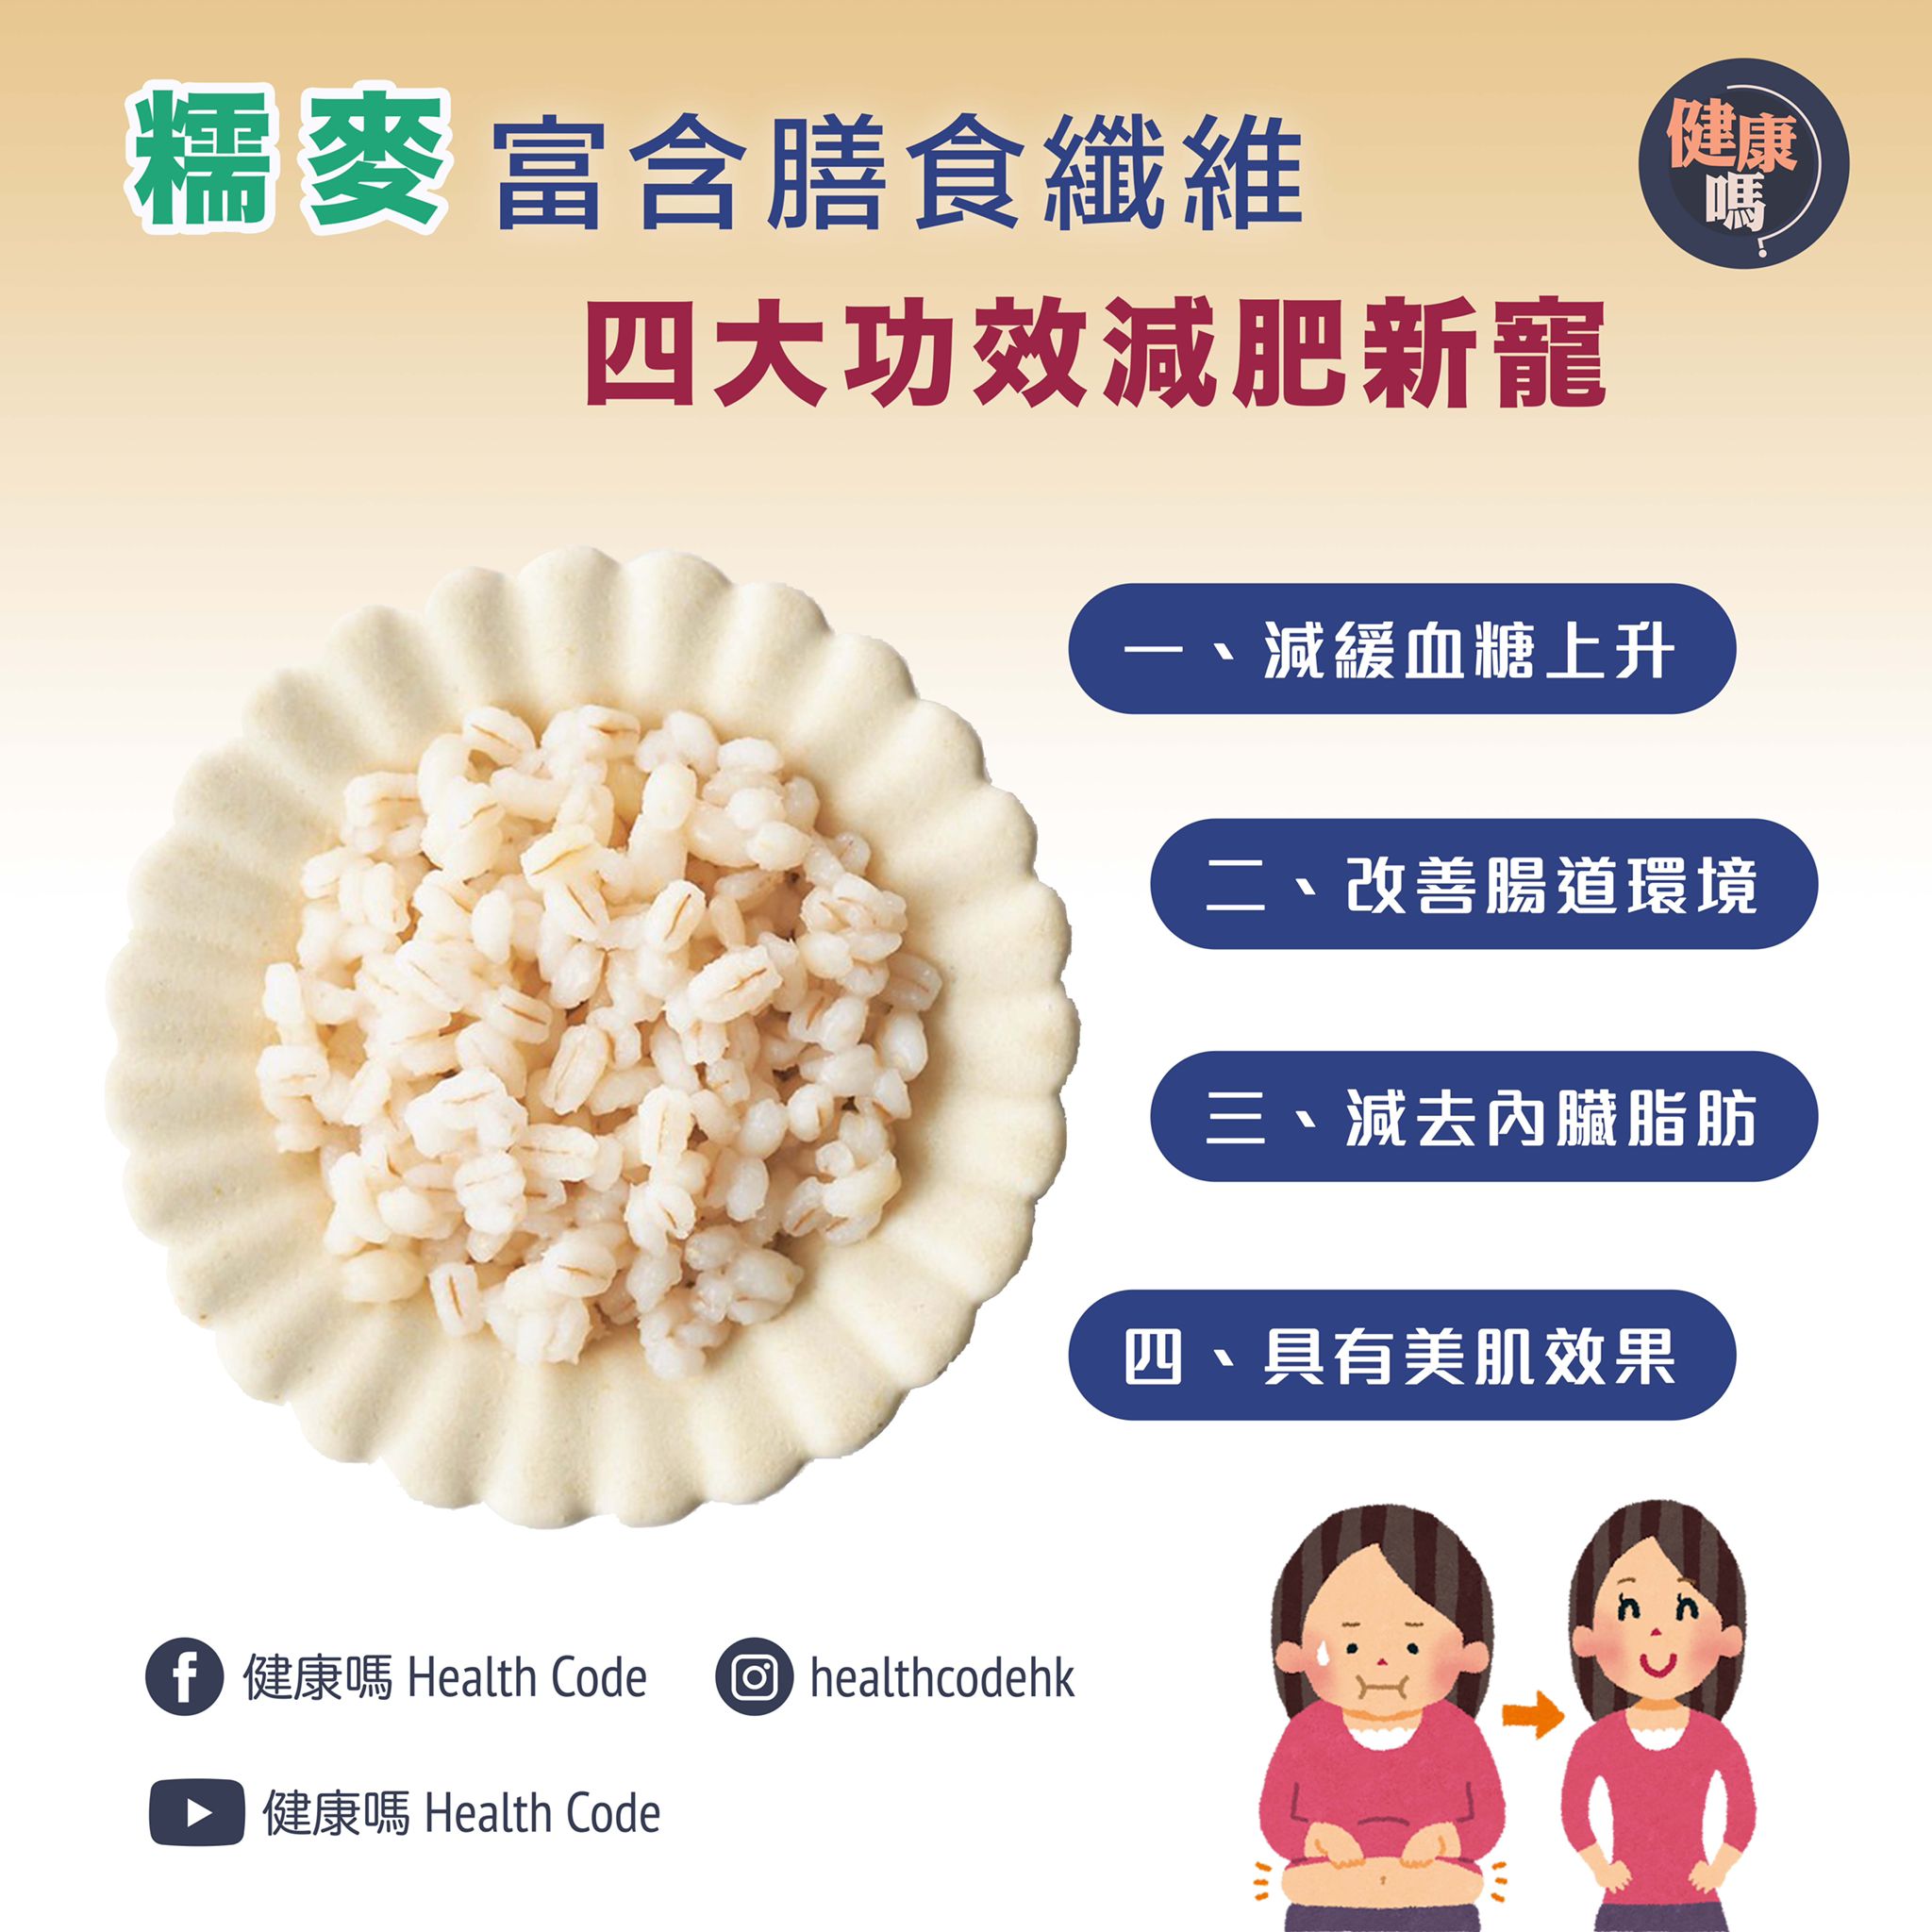 糯麥富含膳食纖維
健康
嗎?
四大功效減肥新寵
一、減緩血糖上升
二、改善腸道環境
三、減去內臟脂肪
四、具有美肌效果
健康嗎 Health Code
healthcodehk
健康嗎 Health Code